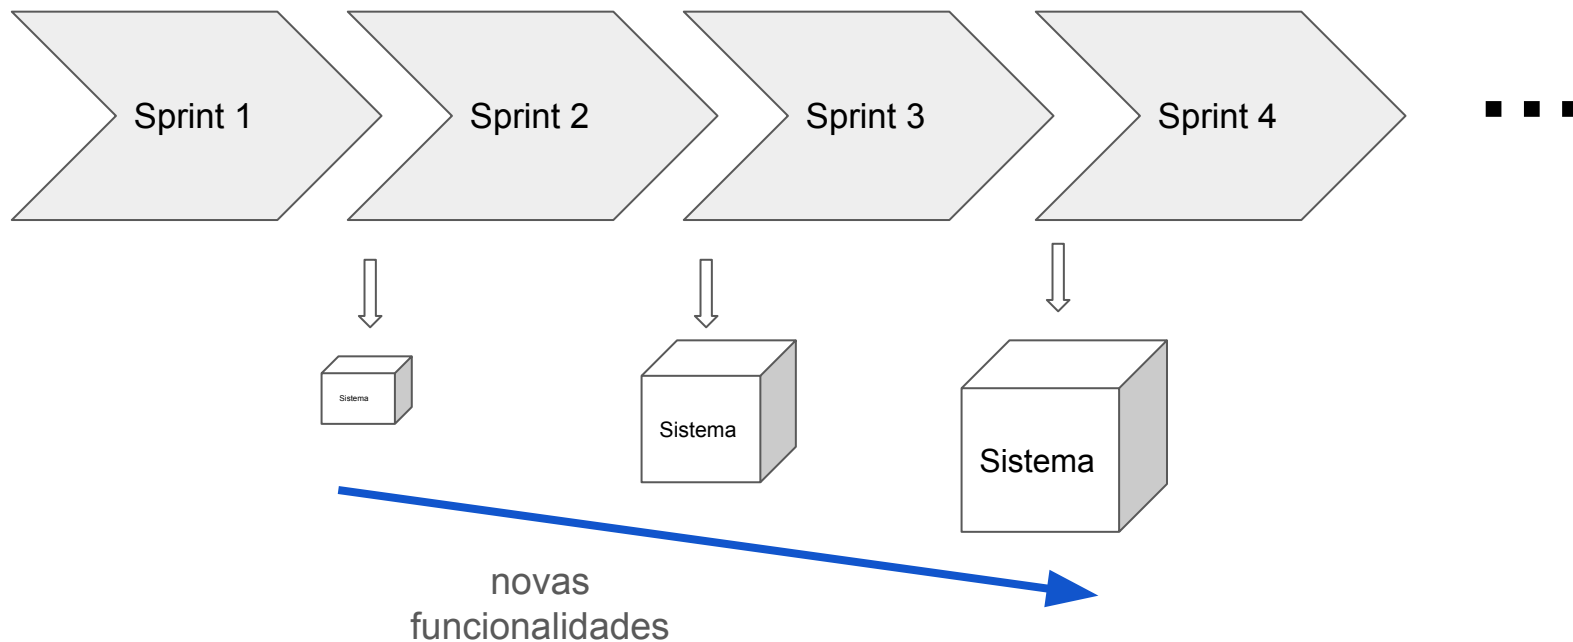 Sprint 1
Sprint 2
Sprint 3
Sprint 4
Sistema
Sistema
Sistema
novas
funcionalidades